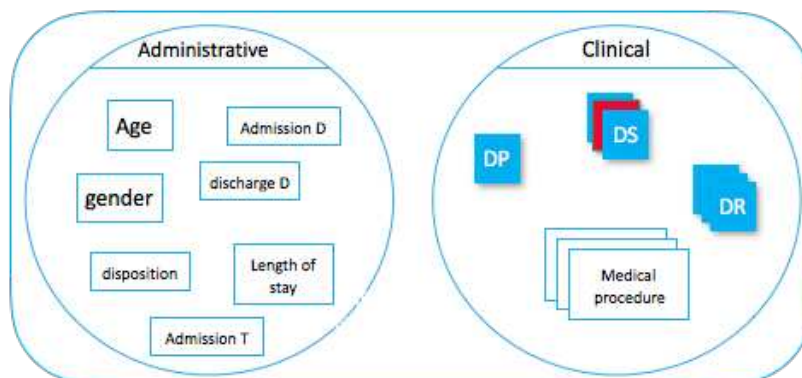 Administrative
Age
Admission D
discharge D
gender
disposition
Length of
stay
Admission T
Clinical
DP
DS
DR
Medical
procedure